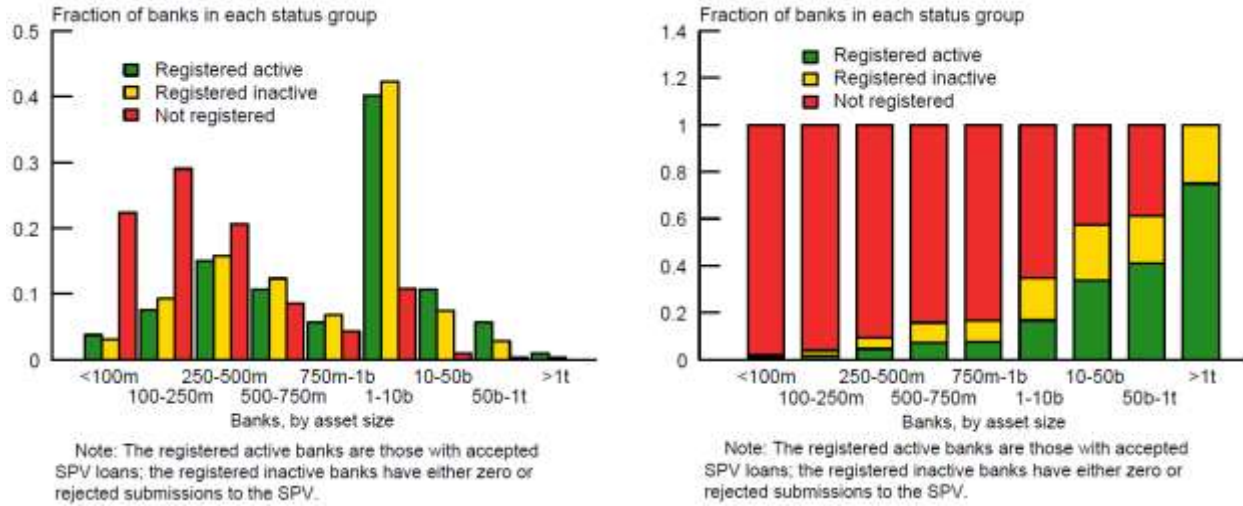 Fraction of banks in each status group
0.5
0.4
0.3
0.2
0.1
0
Registered active
Registered inactive
Not registered
<100m 250-500m 750m-1b 10-50b >1t
100-250m 500-750m 1-10b 50b-1t
Banks, by asset size
Note: The registered active banks are those with accepted
SPV loans; the registered inactive banks have either zero or
rejected submissions to the SPV.
Fraction of banks in each status group
1.4
1.2
1
0.8
0.6
0.4
0.2
0
Registered active
Registered inactive
Not registered
<100m 250-500m 750m-1b 10-50b >1t
100-250m 500-750m 1-10b 50b-1t
Banks, by asset size
Note: The registered active banks are those with accepted
SPV loans; the registered inactive banks have either zero or
rejected submissions to the SPV.